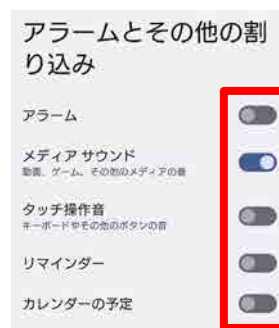 アラームとその他の割
り込み
アラーム
メディア サウンド
動画、ゲーム、その他のメディアの音
タッチ操作音
キーボードやその他のボタンの音
リマインダー
カレンダーの予定